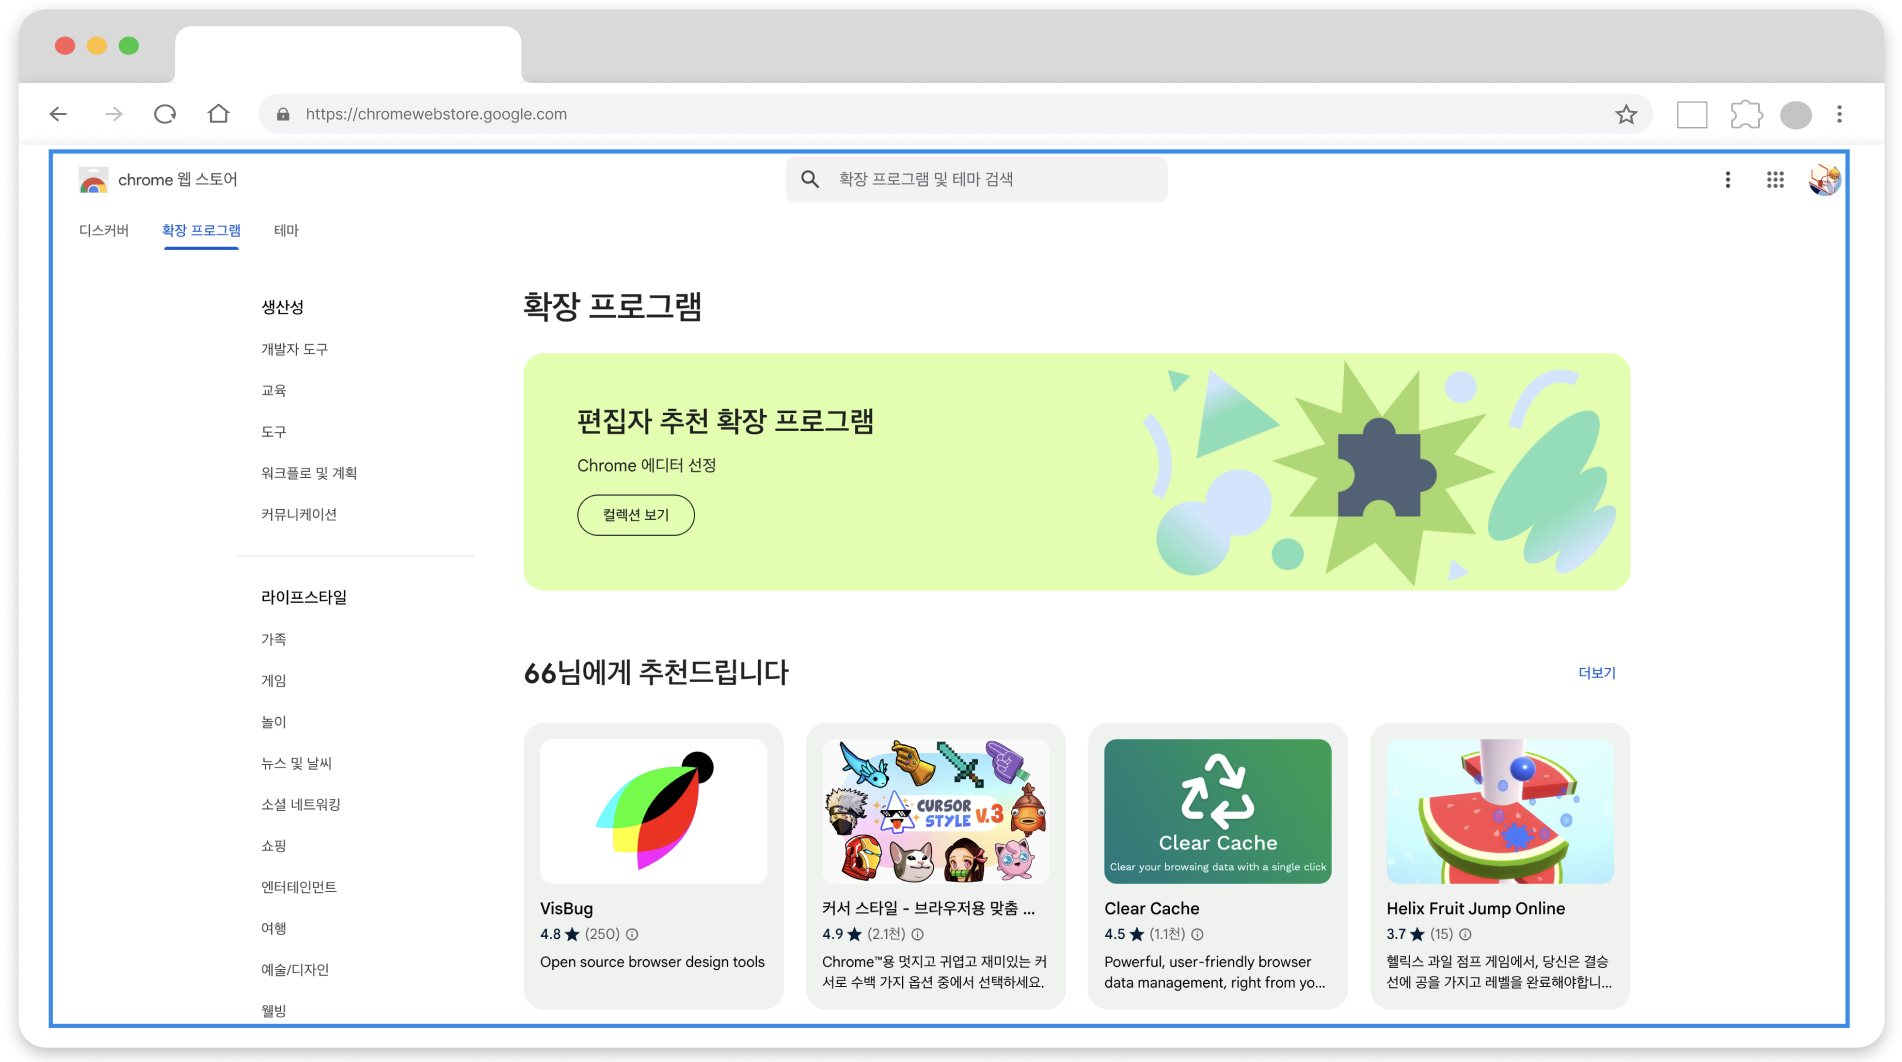 https://chromewebstore.google.com
chrome 웹 스토어
확장 프로그램 및 테마 검색
디스커버
확장 프로그램
테마
생산성
개발자 도구
교육
도구
워크플로 및 계획
커뮤니케이션
라이프스타일
가족
게임
놀이
뉴스 및 날씨
소셜 네트워킹
쇼핑
엔터테인먼트
여행
예술/디자인
웰빙
확장 프로그램
편집자 추천 확장 프로그램
Chrome 에디터 선정
컬렉션 보기
66님에게 추천드립니다
더보기
VisBug
4.8 ★ (250)
Open source browser design tools
CURSOR
STYLE V.3
커서 스타일 - 브라우저용 맞춤 ...
4.9 ★ (2.1천)
Chrome™용 멋지고 귀엽고 재미있는 커
서로 수백 가지 옵션 중에서 선택하세요.
Clear Cache
Clear your browsing data with a single click
Clear Cache
4.5 ★ (1.1천)
Powerful, user-friendly browser
data management, right from yo...
Helix Fruit Jump Online
3.7 ★ (15)
헬릭스 과일 점프 게임에서, 당신은 결승
선에 공을 가지고 레벨을 완료해야합니...